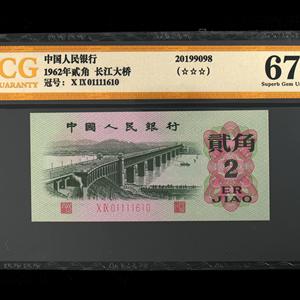 CG
GUARANTY
中国人民银行
1962年贰角 长江大桥
冠号: X IX 01111610
20199098
(☆☆☆)
67
Superb Gem U
中国人民银行
贰角
2
ER
JIAO
X IX 01111610